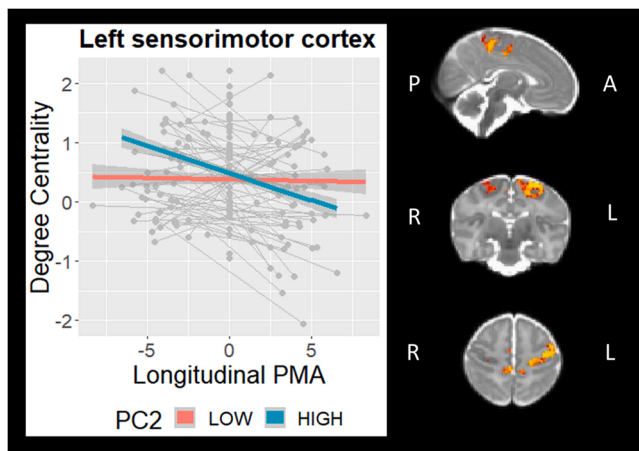 Left sensorimotor cortex
Degree Centrality
2
1
0
-1
-2
-5
0
5
Longitudinal PMA
PC2 LOW HIGH
P A
R L
R L